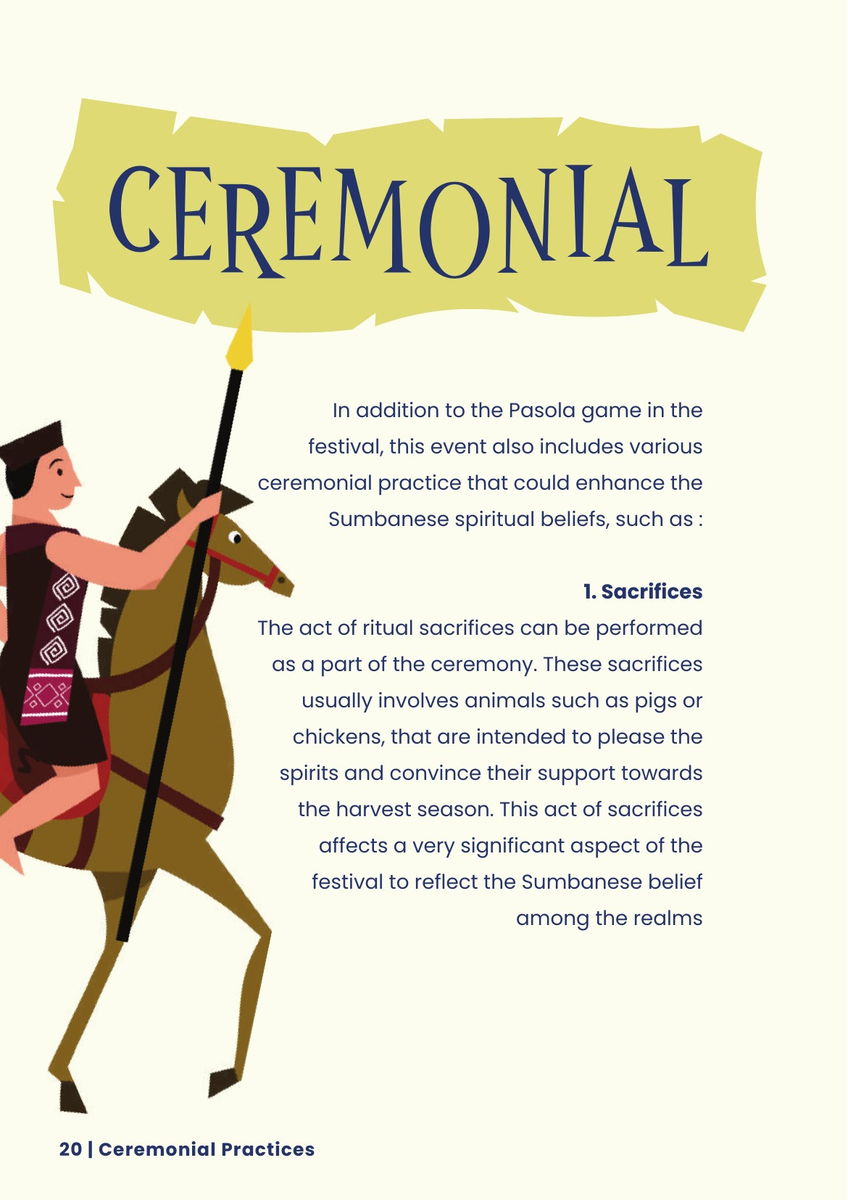 CEREMONIAL
In addition to the Pasola game in the
festival, this event also includes various
ceremonial practice that could enhance the
Sumbanese spiritual beliefs, such as :
1. Sacrifices
The act of ritual sacrifices can be performed
as a part of the ceremony. These sacrifices
usually involves animals such as pigs or
chickens, that are intended to please the
spirits and convince their support towards
the harvest season. This act of sacrifices
affects a very significant aspect of the
festival to reflect the Sumbanese belief
among the realms
20 | Ceremonial Practices